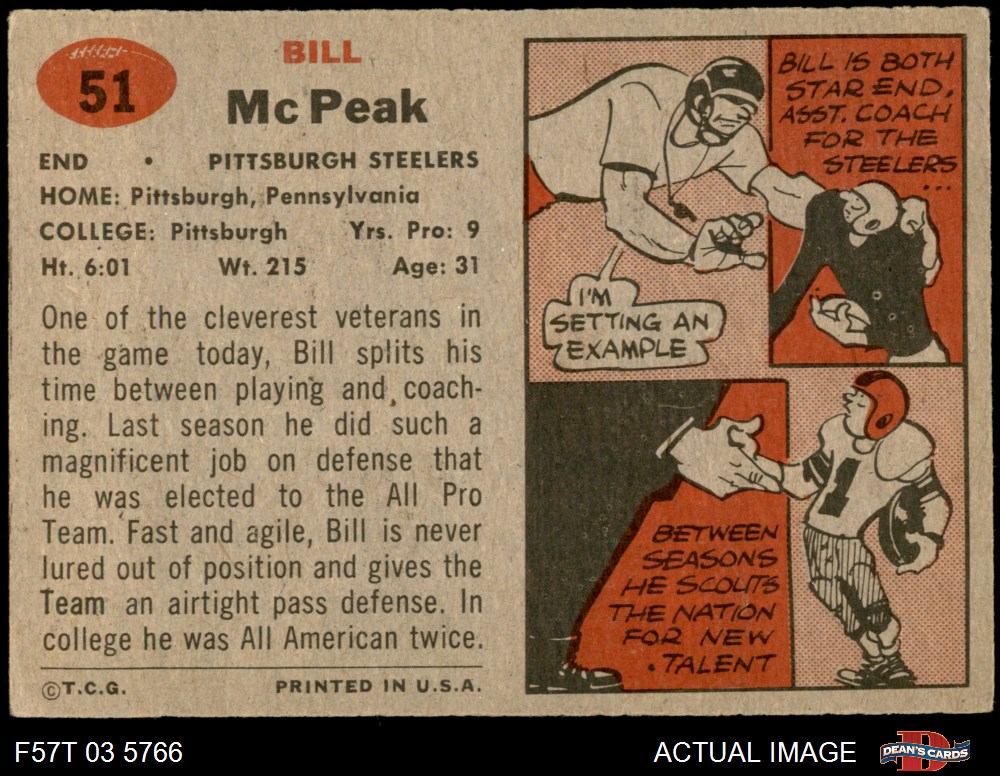 51
BILL
McPeak
END • PITTSBURGH STEELERS
HOME: Pittsburgh, Pennsylvania
COLLEGE: Pittsburgh Yrs. Pro: 9
Ht. 6:01 Wt. 215 Age: 31
One of the cleverest veterans in
the game today, Bill splits his
time between playing and coach-
ing. Last season he did such a
magnificent job on defense that
he was elected to the All Pro
Team. Fast and agile, Bill is never
lured out of position and gives the
Team an airtight pass defense. In
college he was All American twice.
©T.C.G. PRINTED IN U.S.A.
BILL IS BOTH
STAR END,
ASST. COACH
FOR THE
STEELERS
...
I'M
SETTING AN
EXAMPLE
1
BETWEEN
SEASONS
HE SCOUTS
THE NATION
FOR NEW
TALENT
F57T 03 5766 ACTUAL IMAGE D DEAN'S CARDS